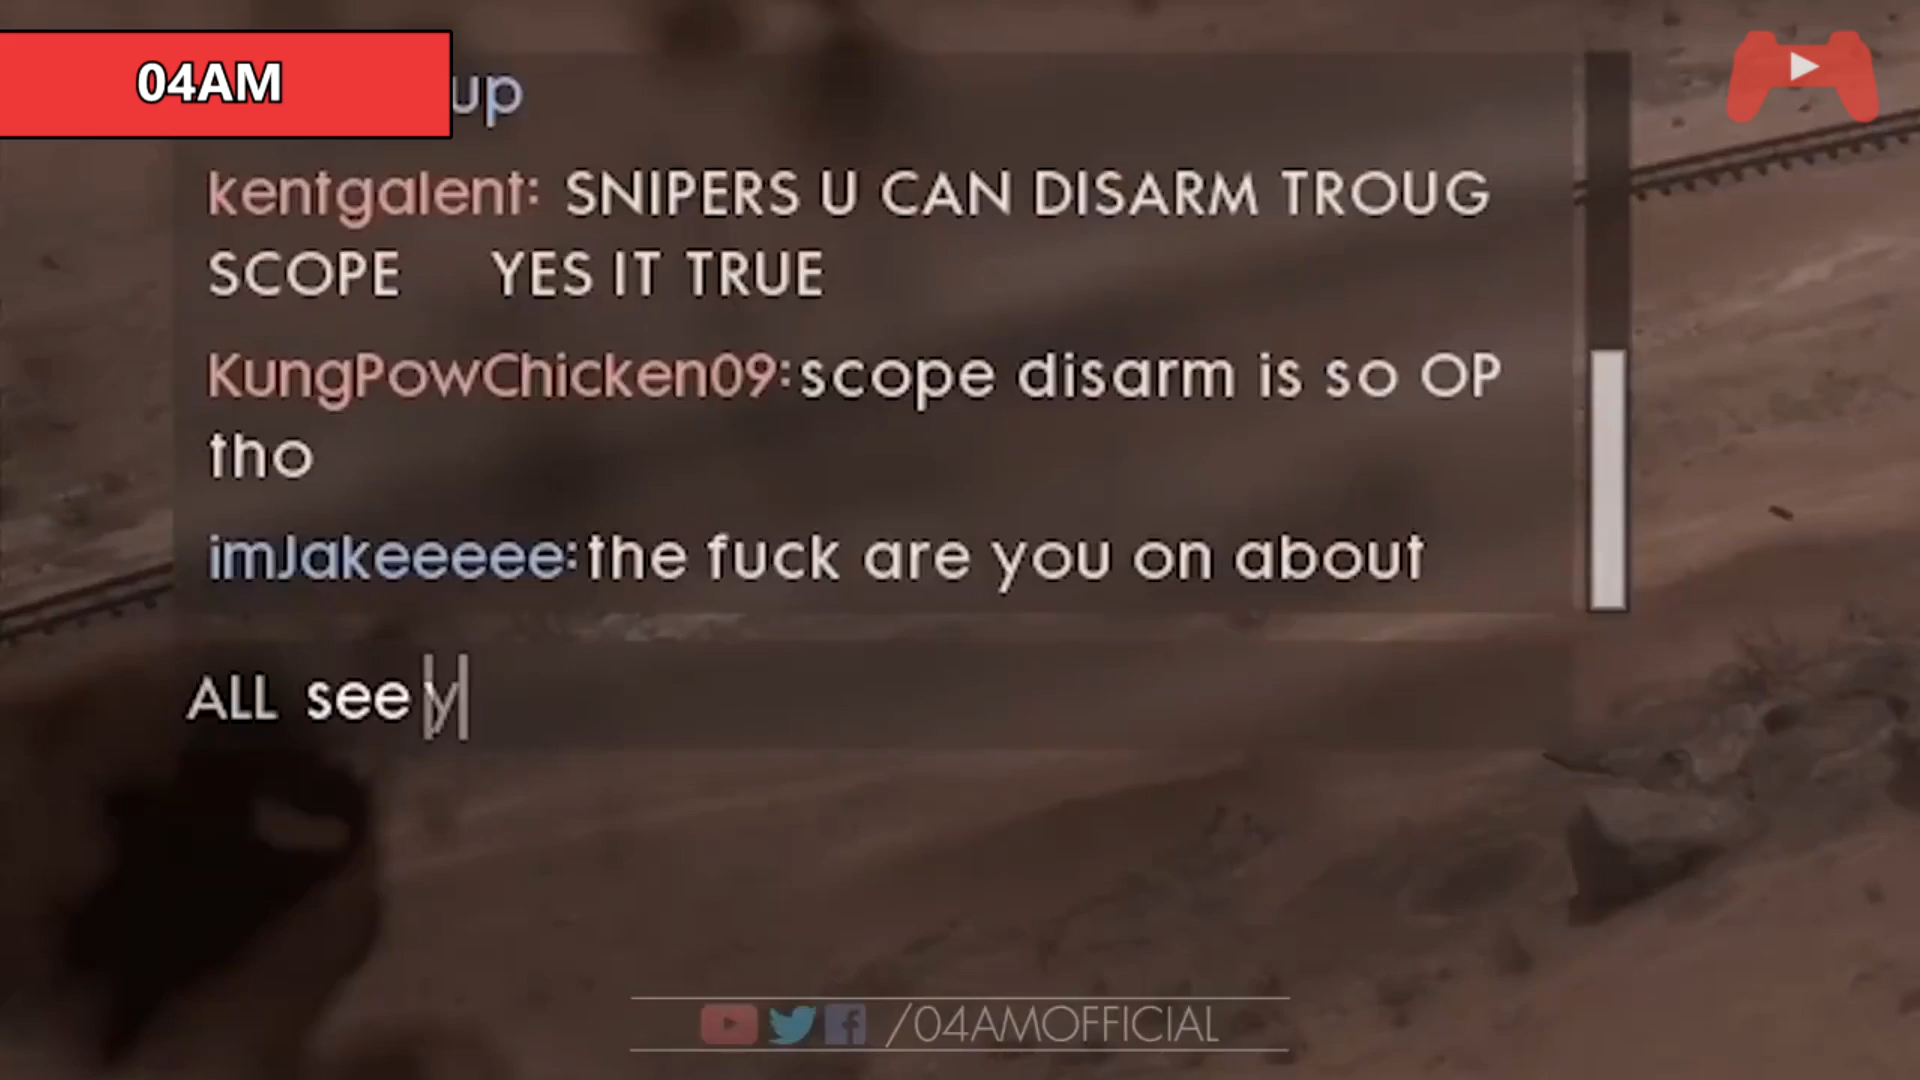 04AM
up
kentgalent: SNIPERS U CAN DISARM TROUG
SCOPE YES IT TRUE
KungPowChicken09:scope disarm is so OP
tho
imJakeeeee:the fuck are you on about
ALL see y
/04AMOFFICIAL